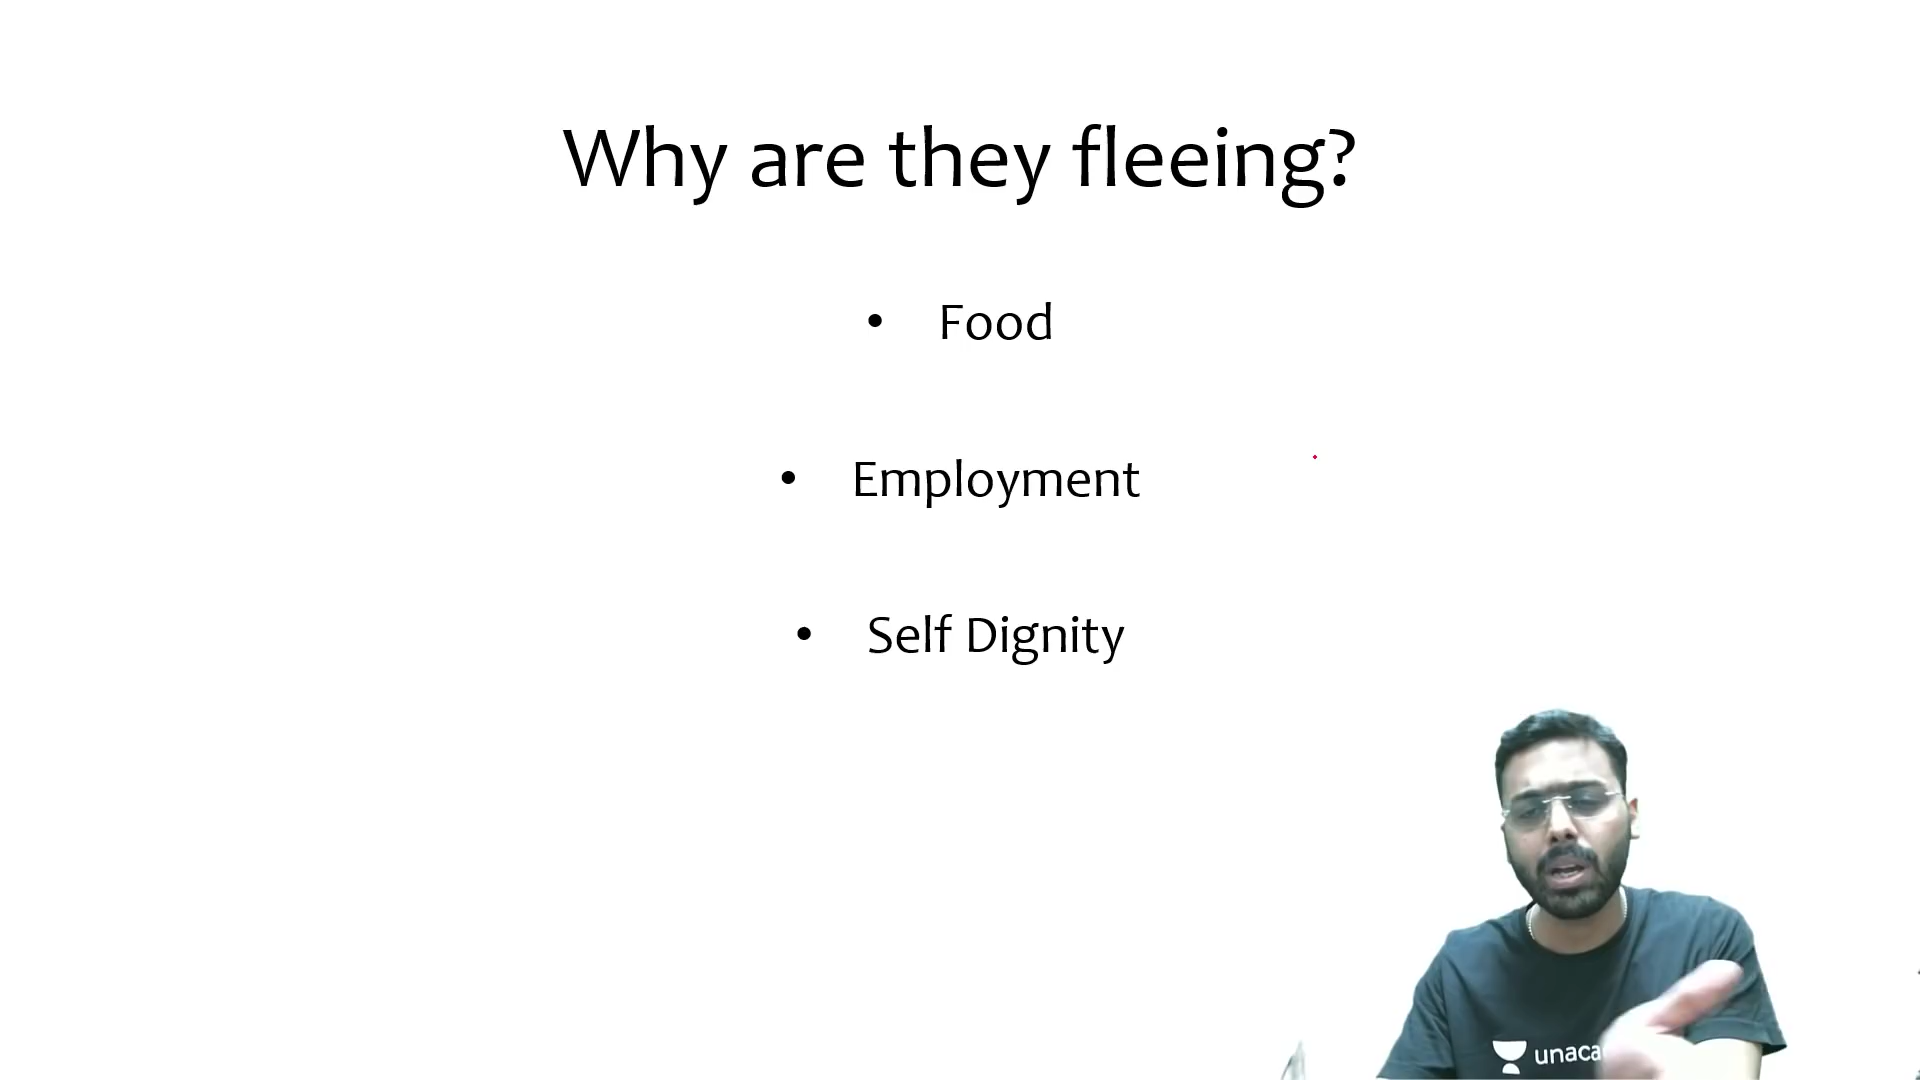 Why are they fleeing?
• Food
• Employment
• Self Dignity